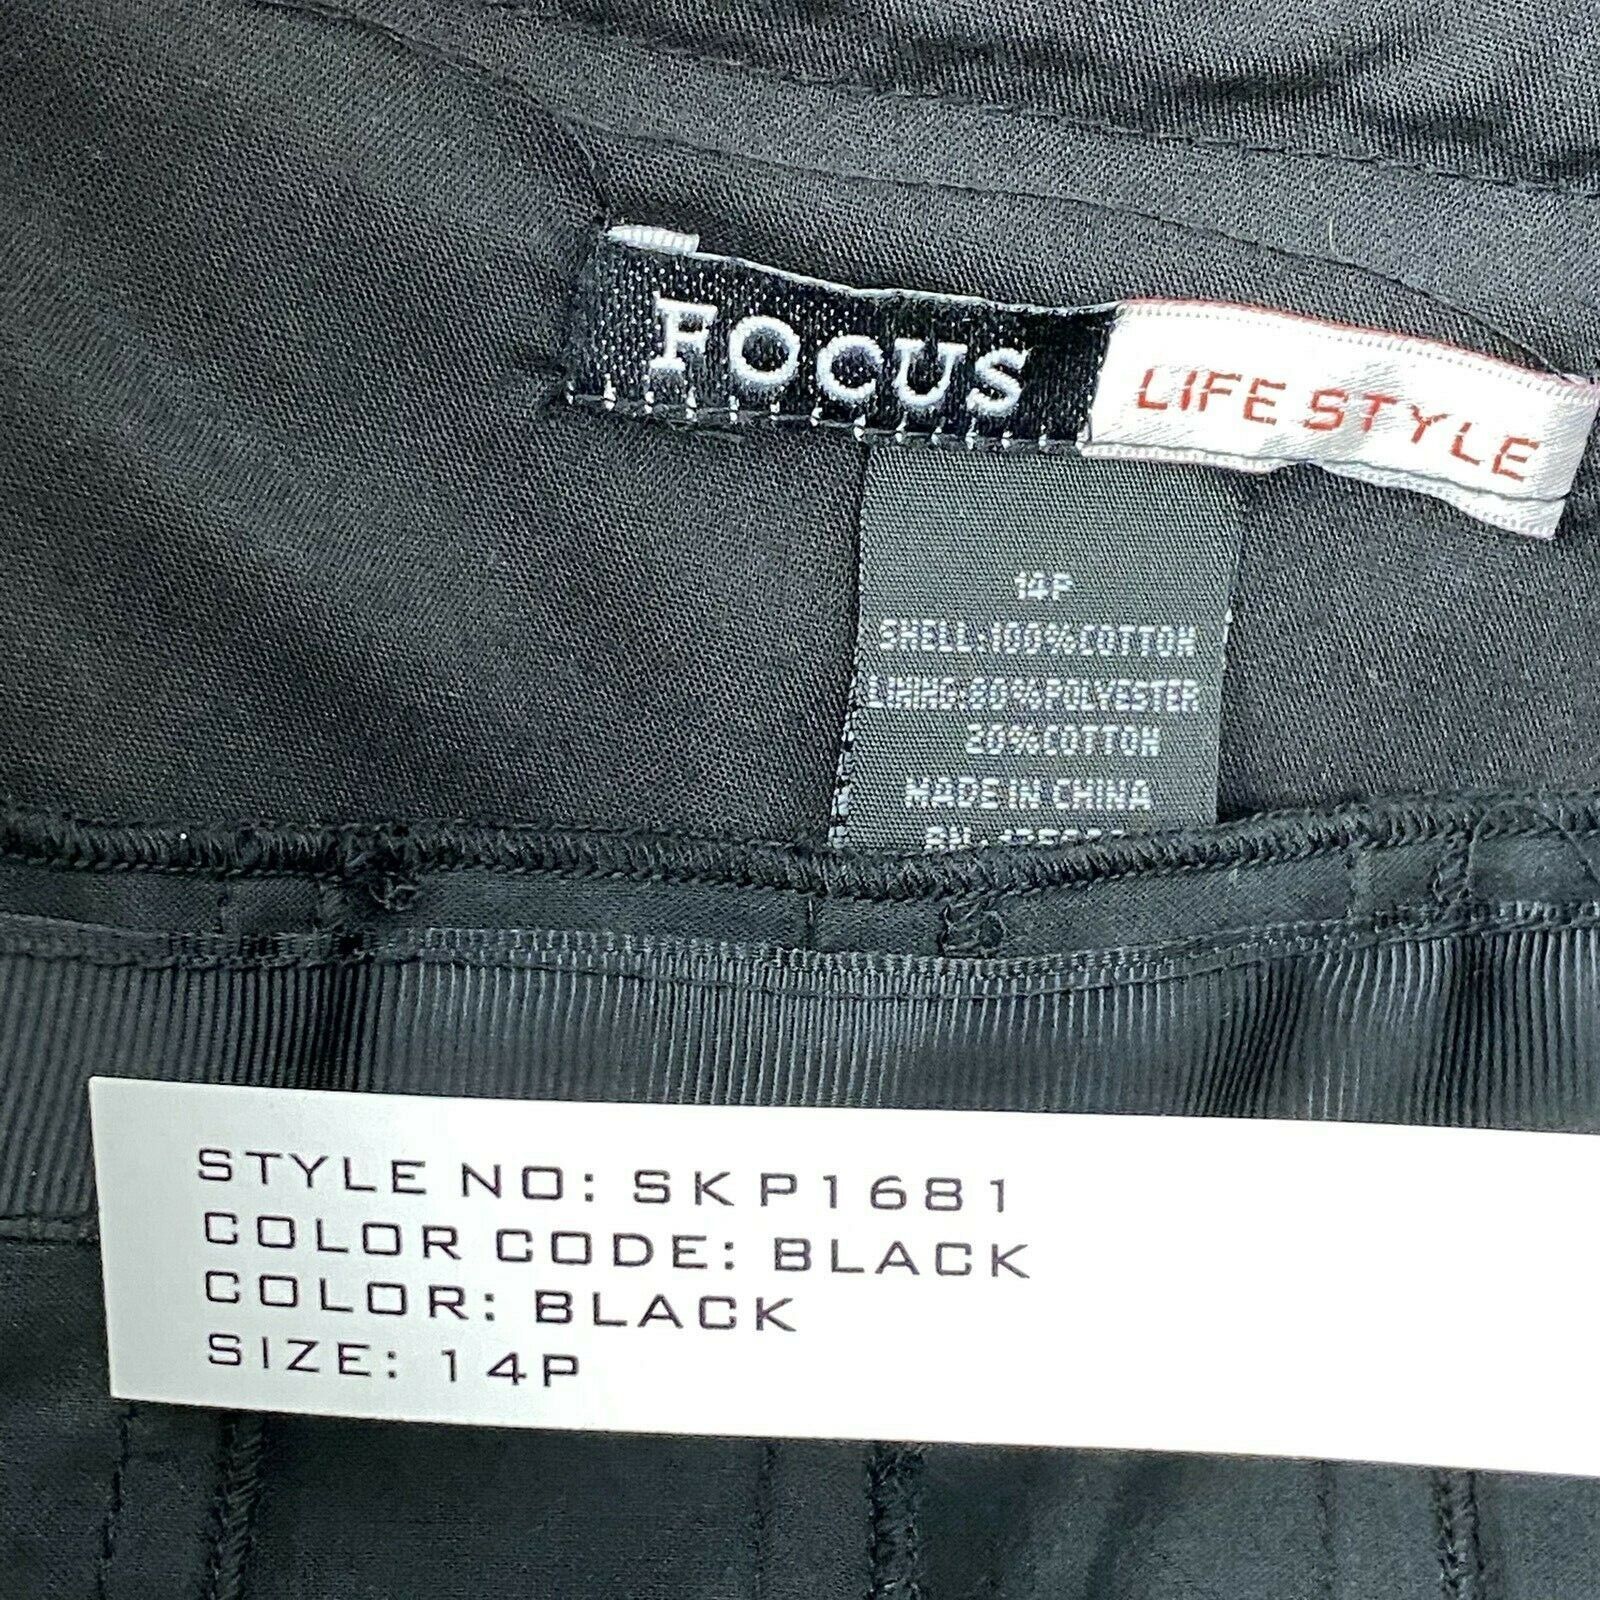 FOCUS LIFE STYLE
14P
SHELL:100%COTTON
LINING:80%POLYESTER
20%COTTON
MADE IN CHINA
STYLE NO: SKP1681
COLOR CODE: BLACK
COLOR: BLACK
SIZE: 14P